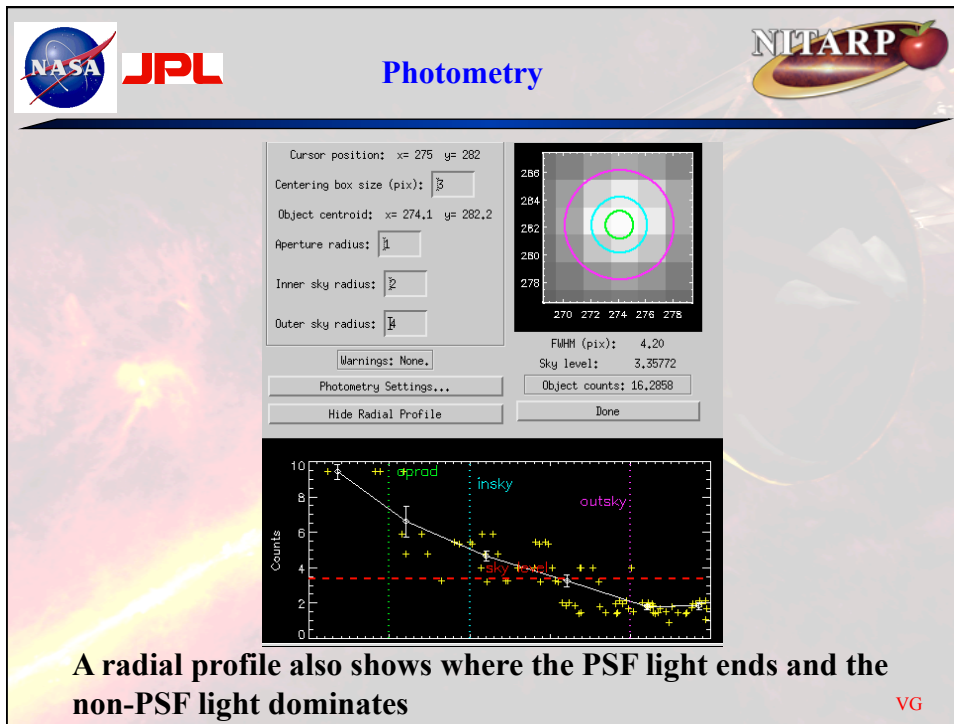 NASA
JPL
Photometry
NITARP
Cursor position: x= 275 y= 282
Centering box size (pix): 3
Object centroid: x= 274.1 y= 282.2
Aperture radius: 1
Inner sky radius: 2
Outer sky radius: 4
Warnings: None.
Photometry Settings...
Hide Radial Profile
286
284
282
280
278
270 272 274 276 278
FWHM (pix): 4.20
Sky level: 3.35772
Object counts: 16.2858
Done
10
8
6
4
2
0
Counts
aprad
insky
outsky
sky level
A radial profile also shows where the PSF light ends and the
non-PSF light dominates
VG